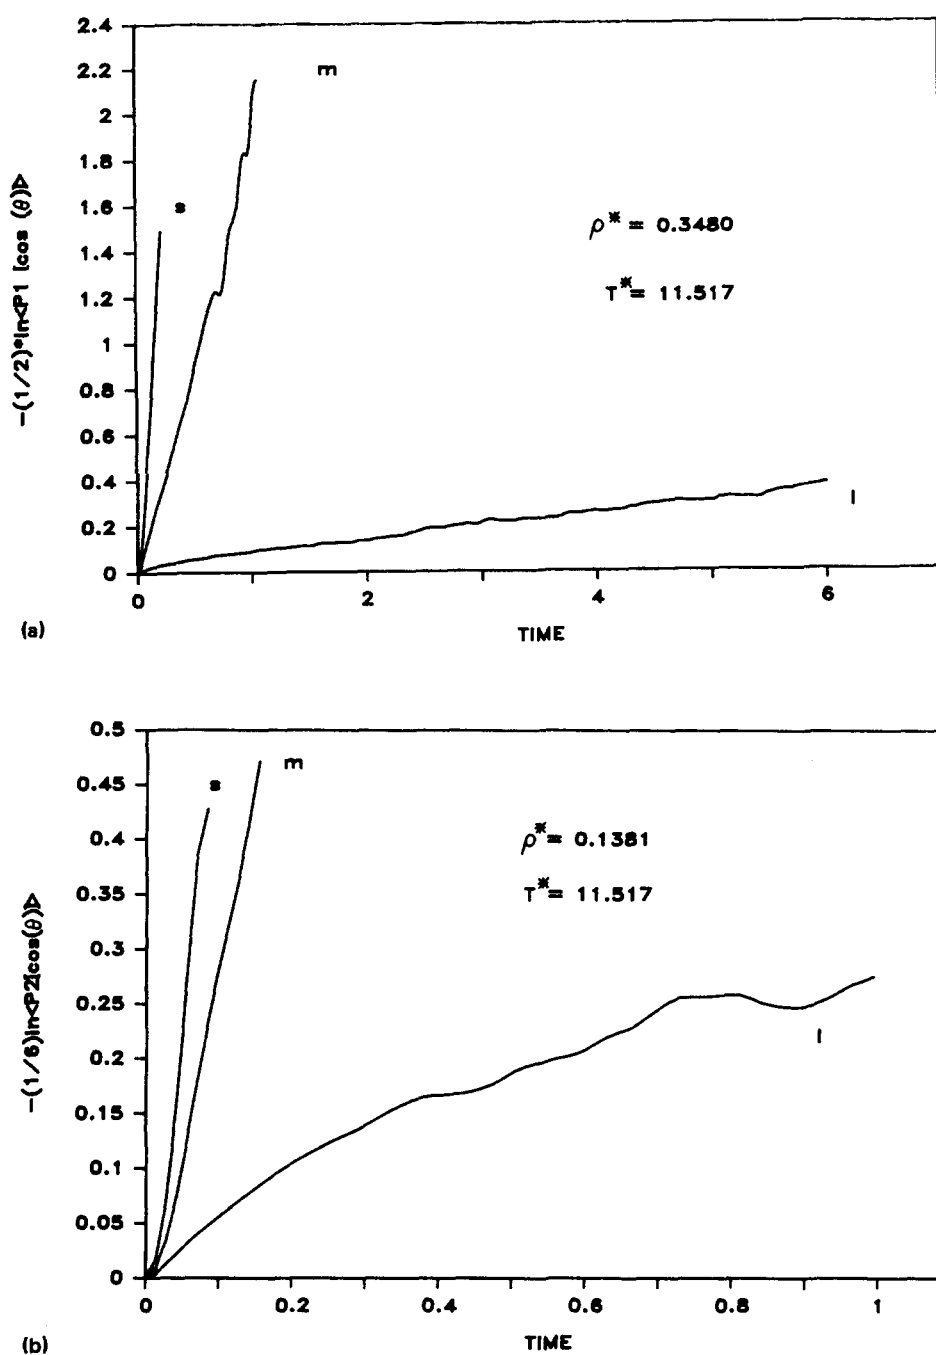 2.4
2.2
2
1.8
1.6
1.4
1.2
1
0.8
0.6
0.4
0.2
0
-(1/2)*ln<P1 [cos (θ)]>
m
s
l
ρ* = 0.3480
T* = 11.517
0 2 4 6
TIME
(a)
0.5
0.45
0.4
0.35
0.3
0.25
0.2
0.15
0.1
0.05
0
-(1/6)ln<P2[cos(θ)]>
s
m
l
ρ* = 0.1381
T* = 11.517
0 0.2 0.4 0.6 0.8 1
TIME
(b)